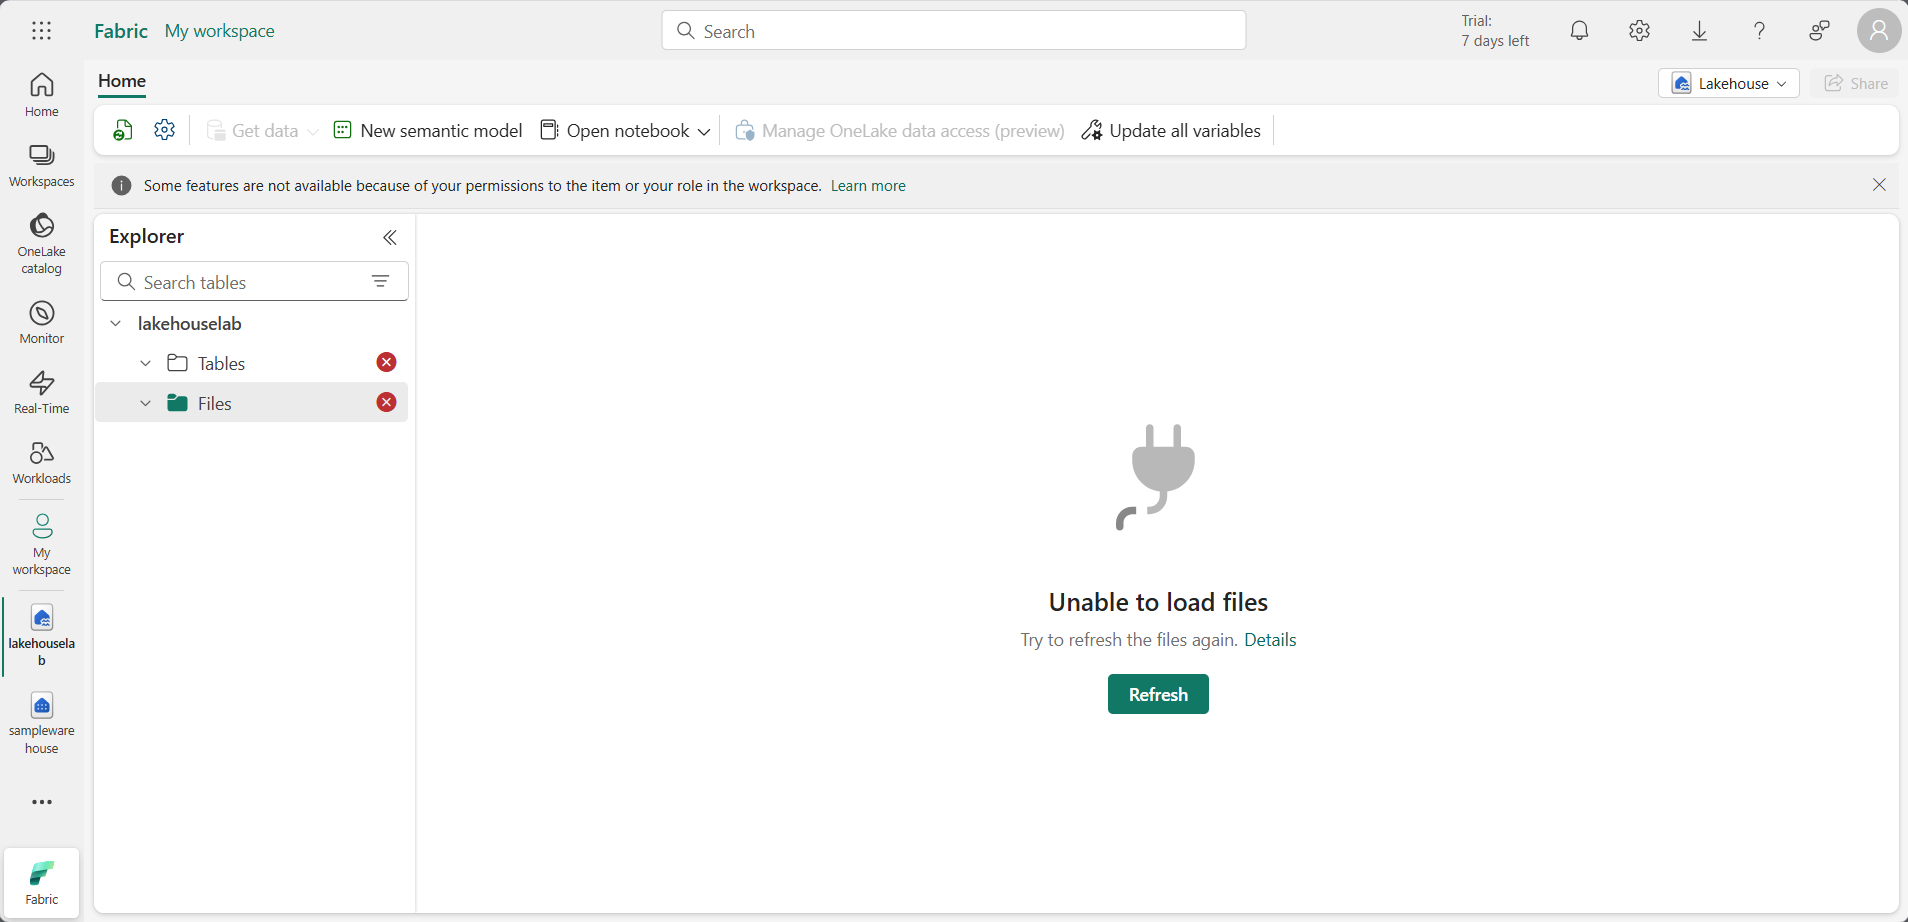 Fabric My workspace
Search
Trial:
7 days left
Home
Lakehouse
Share
Get data
New semantic model
Open notebook
Manage OneLake data access (preview)
Update all variables
Some features are not available because of your permissions to the item or your role in the workspace. Learn more
Home
Workspaces
OneLake
catalog
Monitor
Real-Time
Workloads
My
workspace
lakehousela
b
sampleware
house
Fabric
Explorer
Search tables
lakehouselab
Tables
Files
Unable to load files
Try to refresh the files again. Details
Refresh